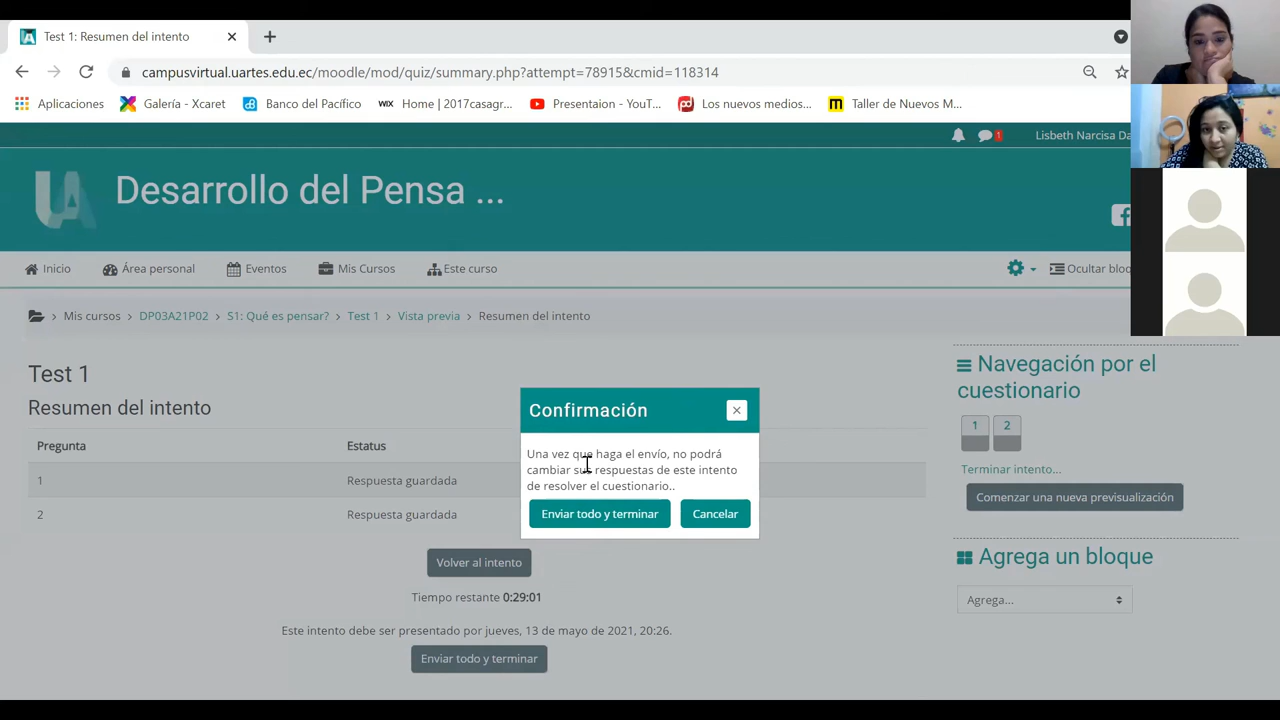 Test 1: Resumen del intento
campusvirtual.uartes.edu.ec/moodle/mod/quiz/summary.php?attempt=78915&cmid=118314
Aplicaciones Galería - Xcaret Banco del Pacífico WIX Home | 2017casagr... Presentaion - YouT... Los nuevos medios... Taller de Nuevos M...
1 Lisbeth Narcisa Da
UA Desarrollo del Pensa ...
Inicio Área personal Eventos Mis Cursos Este curso Ocultar bloq
Mis cursos DP03A21P02 S1: Qué es pensar? Test 1 Vista previa Resumen del intento
Test 1
Resumen del intento
Pregunta Estatus
1 Respuesta guardada
2 Respuesta guardada
Volver al intento
Tiempo restante 0:29:01
Este intento debe ser presentado por jueves, 13 de mayo de 2021, 20:26.
Enviar todo y terminar
Confirmación
Una vez que haga el envío, no podrá
cambiar sus respuestas de este intento
de resolver el cuestionario..
Enviar todo y terminar Cancelar
Navegación por el
cuestionario
1 2
Terminar intento...
Comenzar una nueva previsualización
Agrega un bloque
Agrega...